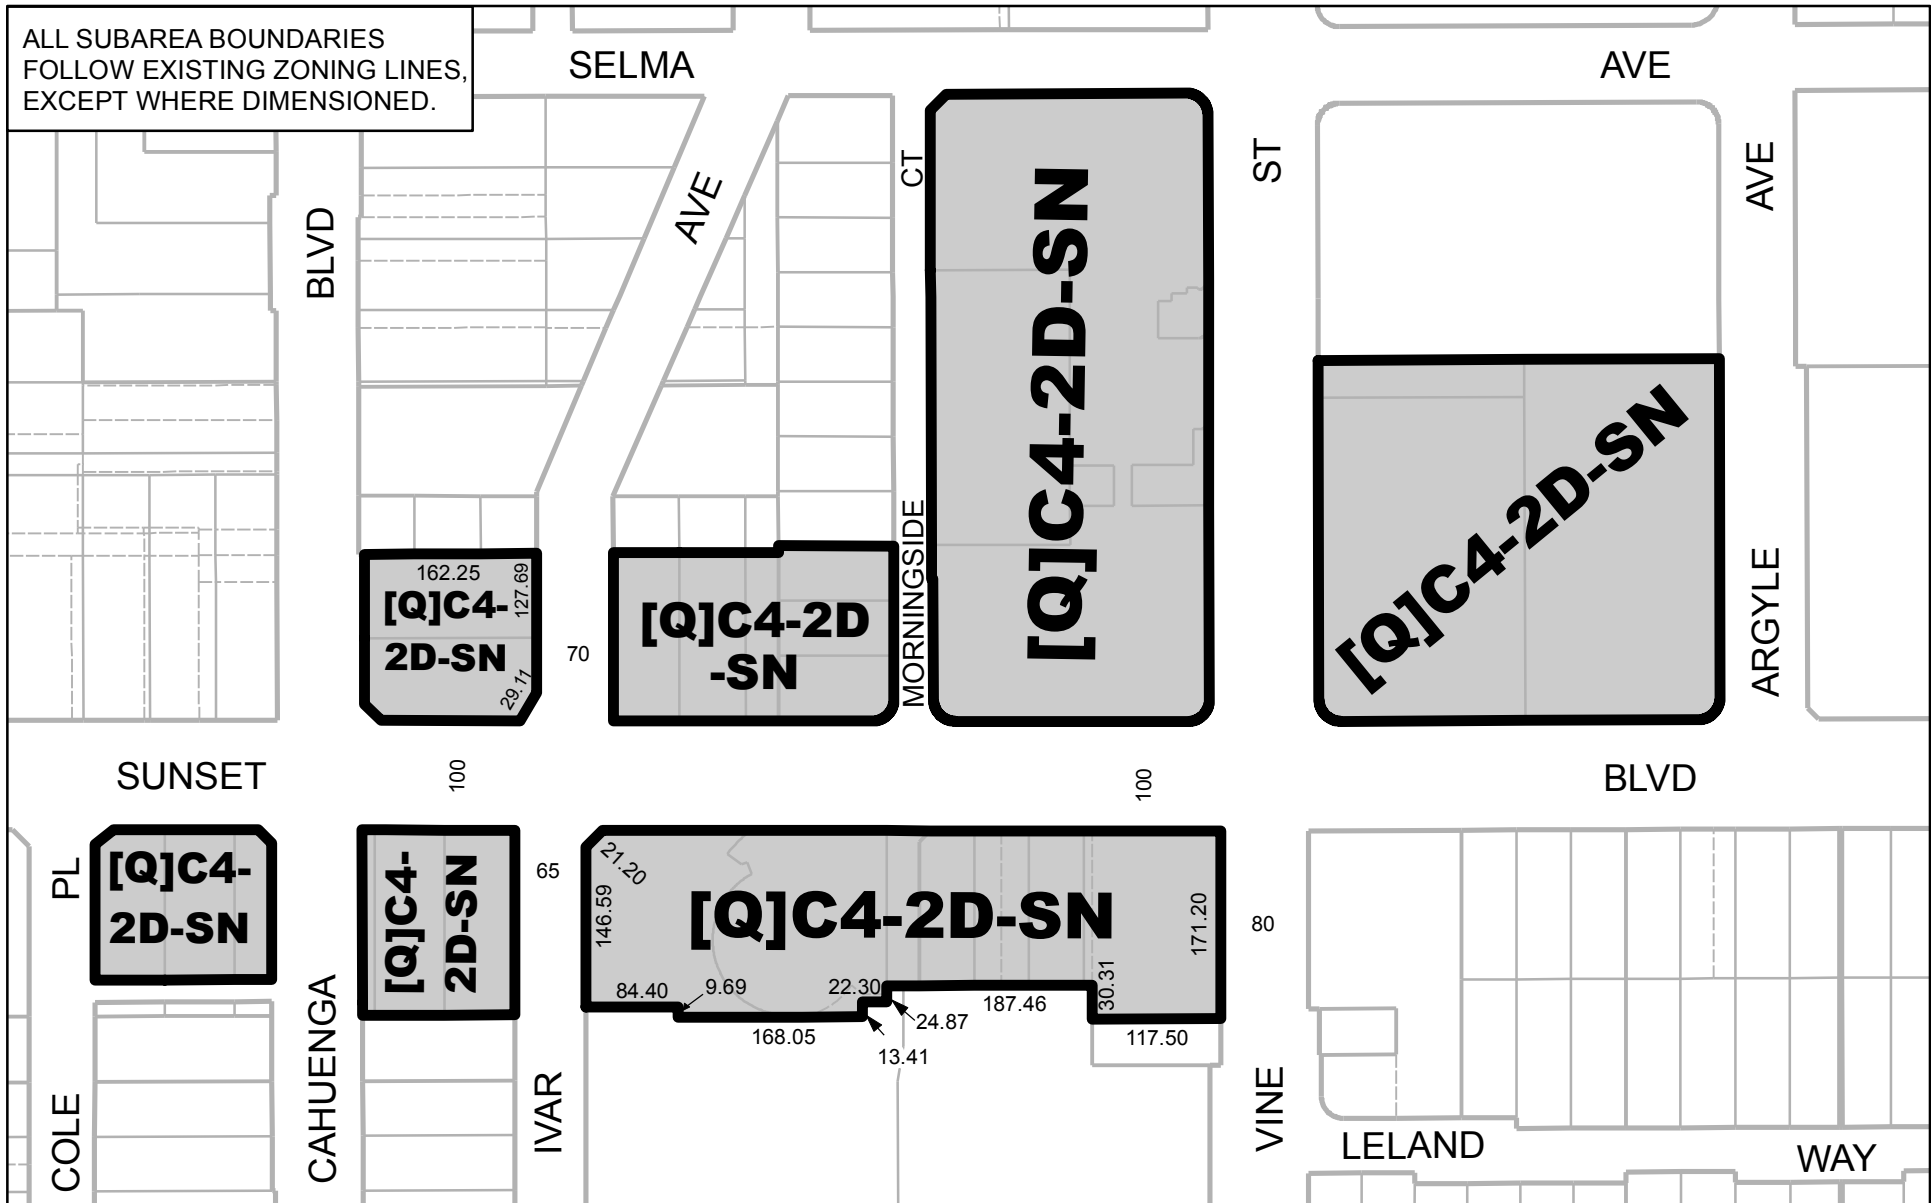 ALL SUBAREA BOUNDARIES
FOLLOW EXISTING ZONING LINES,
EXCEPT WHERE DIMENSIONED.
SELMA
AVE
BLVD
AVE
CT
[Q]C4-2D-SN
ST
AVE
[Q]C4-2D-SN
ARGYLE
162.25
127.69
[Q]C4-
2D-SN
29.11
70
[Q]C4-2D
-SN
MORNINGSIDE
SUNSET
100
100
BLVD
PL
[Q]C4-
2D-SN
[Q]C4-
2D-SN
65
21.20
146.59
[Q]C4-2D-SN
171.20
80
84.40
9.69
22.30
187.46
30.31
24.87
168.05
13.41
117.50
COLE
CAHUENGA
IVAR
VINE
LELAND
WAY